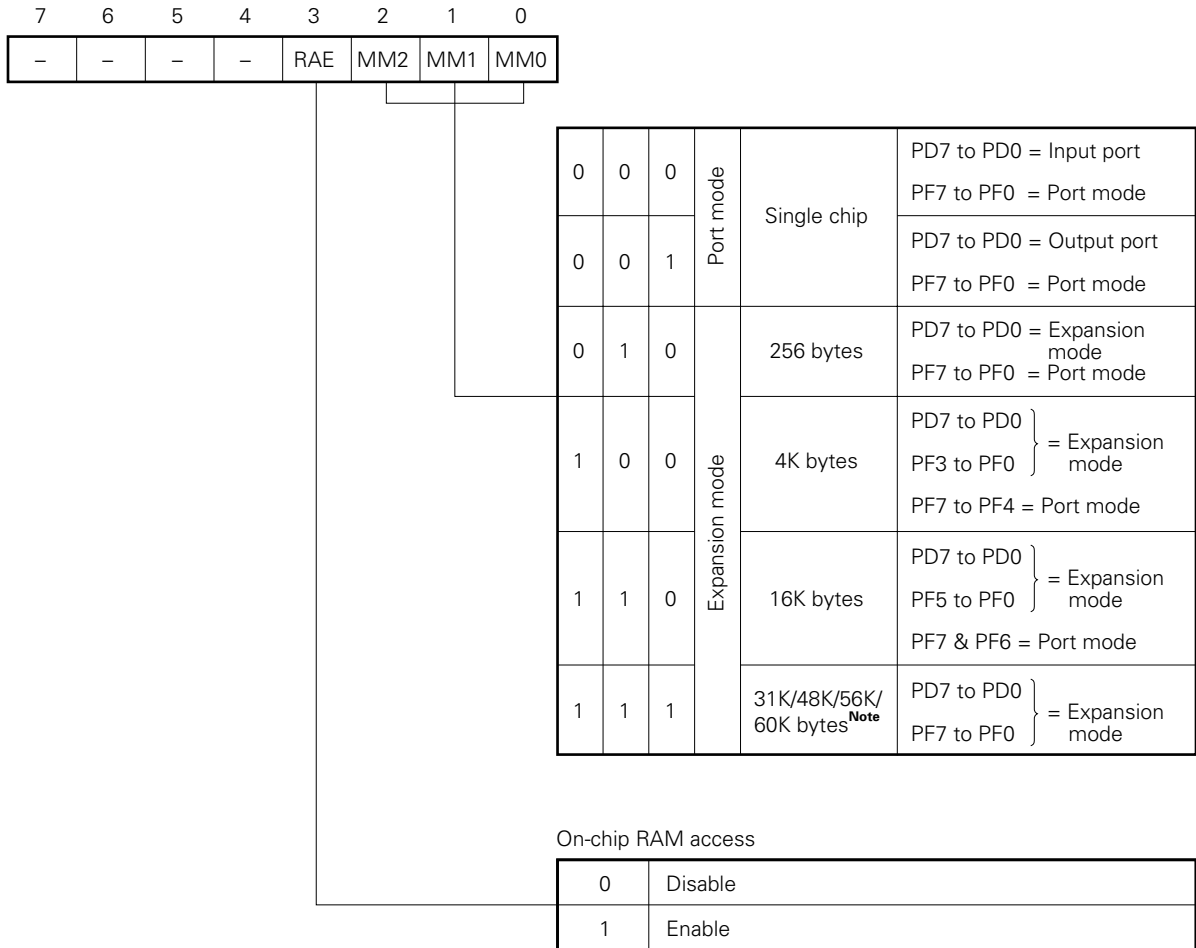 7 6 5 4 3 2 1 0
– – – – RAE MM2 MM1 MM0
0 0 0 Port mode Single chip PD7 to PD0 = Input port
PF7 to PF0 = Port mode
0 0 1 PD7 to PD0 = Output port
PF7 to PF0 = Port mode
0 1 0 Expansion mode 256 bytes PD7 to PD0 = Expansion
mode
PF7 to PF0 = Port mode
1 0 0 4K bytes PD7 to PD0
PF3 to PF0
= Expansion
mode
PF7 to PF4 = Port mode
1 1 0 16K bytes PD7 to PD0
PF5 to PF0
= Expansion
mode
PF7 & PF6 = Port mode
1 1 1 31K/48K/56K/
60K bytesNote
PD7 to PD0
PF7 to PF0
= Expansion
mode
On-chip RAM access
0 Disable
1 Enable